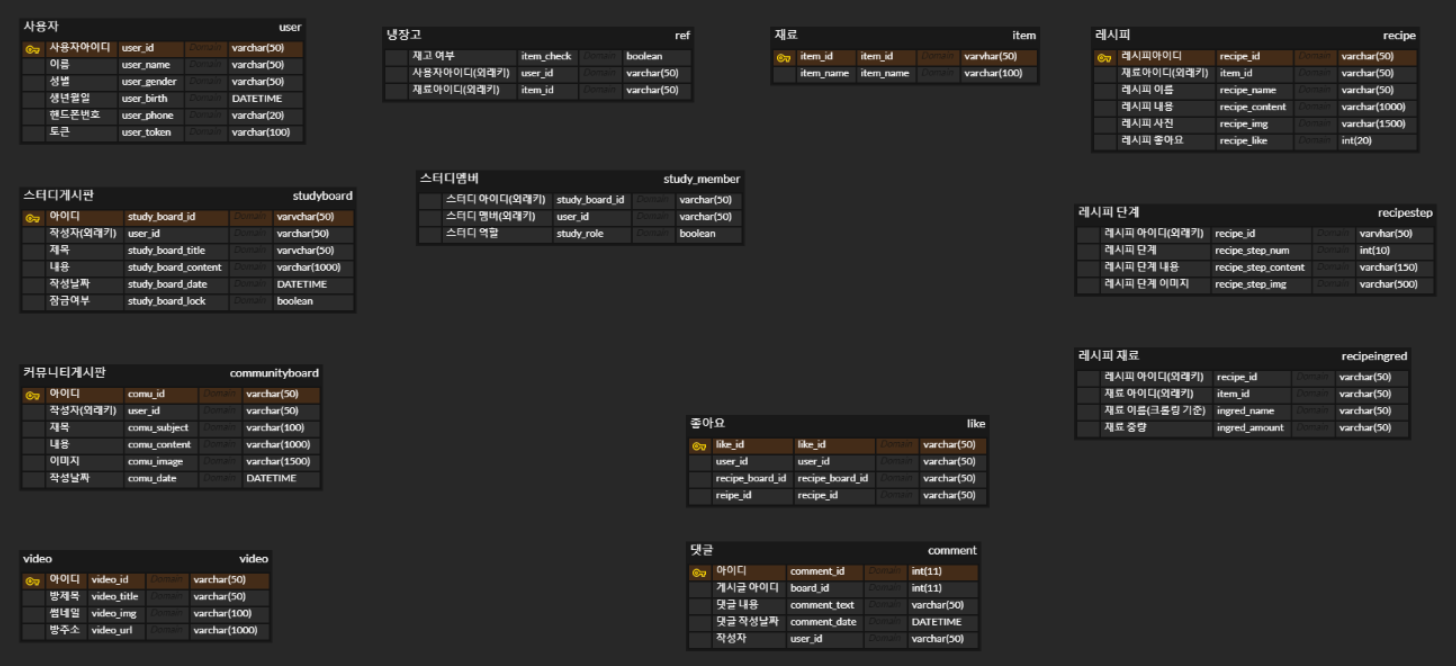 사용자 user
사용자아이디 user_id Domain varchar(50)
이름 user_name Domain varchar(50)
성별 user_gender Domain varchar(50)
생년월일 user_birth Domain DATETIME
핸드폰번호 user_phone Domain varchar(20)
토큰 user_token Domain varchar(100)
냉장고 ref
재고 여부 item_check Domain boolean
사용자아이디(외래키) user_id Domain varchar(50)
재료아이디(외래키) item_id Domain varchar(50)
재료 item
item_id item_id Domain varvhar(50)
item_name item_name Domain varchar(100)
레시피 recipe
레시피아이디 recipe_id Domain varchar(50)
재료아이디(외래키) item_id Domain varchar(50)
레시피 이름 recipe_name Domain varchar(50)
레시피 내용 recipe_content Domain varchar(1000)
레시피 사진 recipe_img Domain varchar(1500)
레시피 좋아요 recipe_like Domain int(20)
스터디게시판 studyboard
아이디 study_board_id Domain varvchar(50)
작성자(외래키) user_id Domain varchar(50)
제목 study_board_title Domain varvchar(50)
내용 study_board_content Domain varchar(1000)
작성날짜 study_board_date Domain DATETIME
잠금여부 study_board_lock Domain boolean
스터디멤버 study_member
스터디 아이디(외래키) study_board_id Domain varchar(50)
스터디 멤버(외래키) user_id Domain varchar(50)
스터디 역할 study_role Domain boolean
레시피 단계 recipestep
레시피 아이디(외래키) recipe_id Domain varvhar(50)
레시피 단계 recipe_step_num Domain int(10)
레시피 단계 내용 recipe_step_content Domain varchar(150)
레시피 단계 이미지 recipe_step_img Domain varchar(500)
커뮤니티게시판 communityboard
아이디 comu_id Domain varchar(50)
작성자(외래키) user_id Domain varchar(50)
제목 comu_subject Domain varchar(100)
내용 comu_content Domain varchar(1000)
이미지 comu_image Domain varchar(1500)
작성날짜 comu_date Domain DATETIME
레시피 재료 recipeingred
레시피 아이디(외래키) recipe_id Domain varchar(50)
재료 아이디(외래키) item_id Domain varchar(50)
재료 이름(크롤링 기준) ingred_name Domain varchar(50)
재료 중량 ingred_amount Domain varchar(50)
좋아요 like
like_id like_id Domain varchar(50)
user_id user_id Domain varchar(50)
recipe_board_id recipe_board_id Domain varchar(50)
reipe_id recipe_id Domain varchar(50)
video video
아이디 video_id Domain varchar(50)
방제목 video_title Domain varchar(50)
썸네일 video_img Domain varchar(100)
방주소 video_url Domain varchar(1000)
댓글 comment
아이디 comment_id Domain int(11)
게시글 아이디 board_id Domain int(11)
댓글 내용 comment_text Domain varchar(50)
댓글 작성날짜 comment_date Domain DATETIME
작성자 user_id Domain varchar(50)